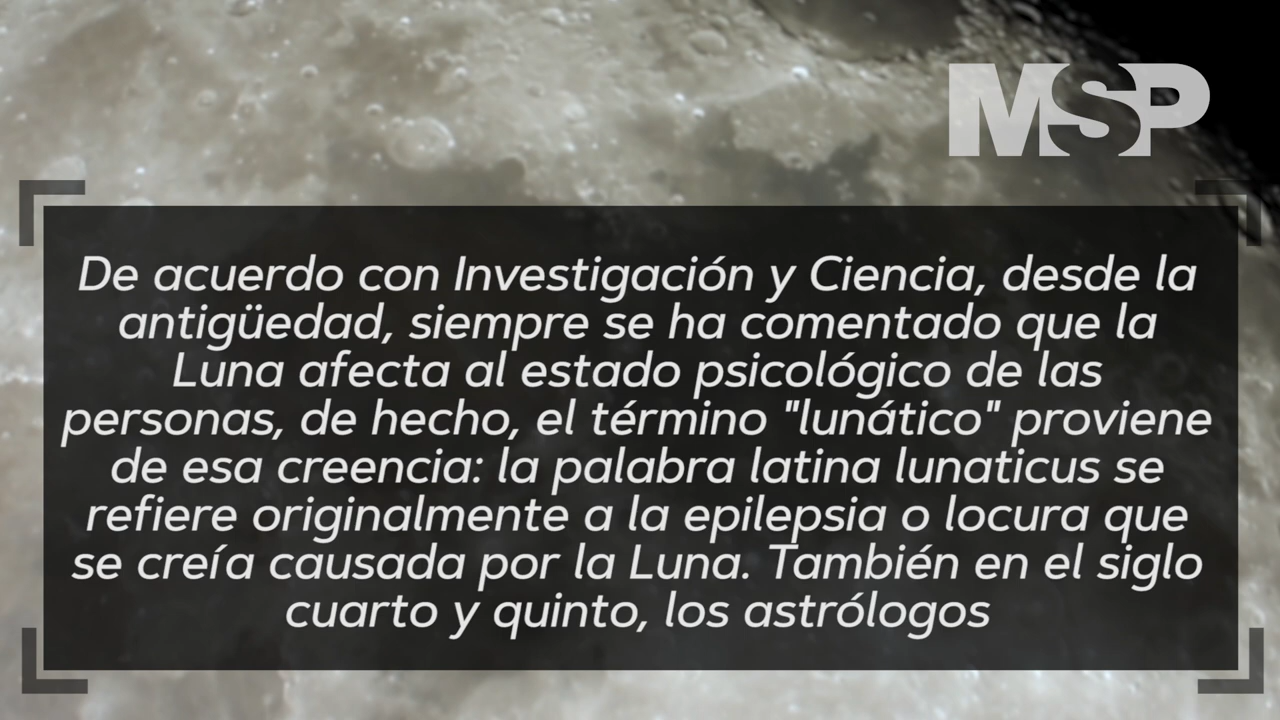 MSP
De acuerdo con Investigación y Ciencia, desde la
antigüedad, siempre se ha comentado que la
Luna afecta al estado psicológico de las
personas, de hecho, el término "lunático" proviene
de esa creencia: la palabra latina lunaticus se
refiere originalmente a la epilepsia o locura que
se creía causada por la Luna. También en el siglo
cuarto y quinto, los astrólogos